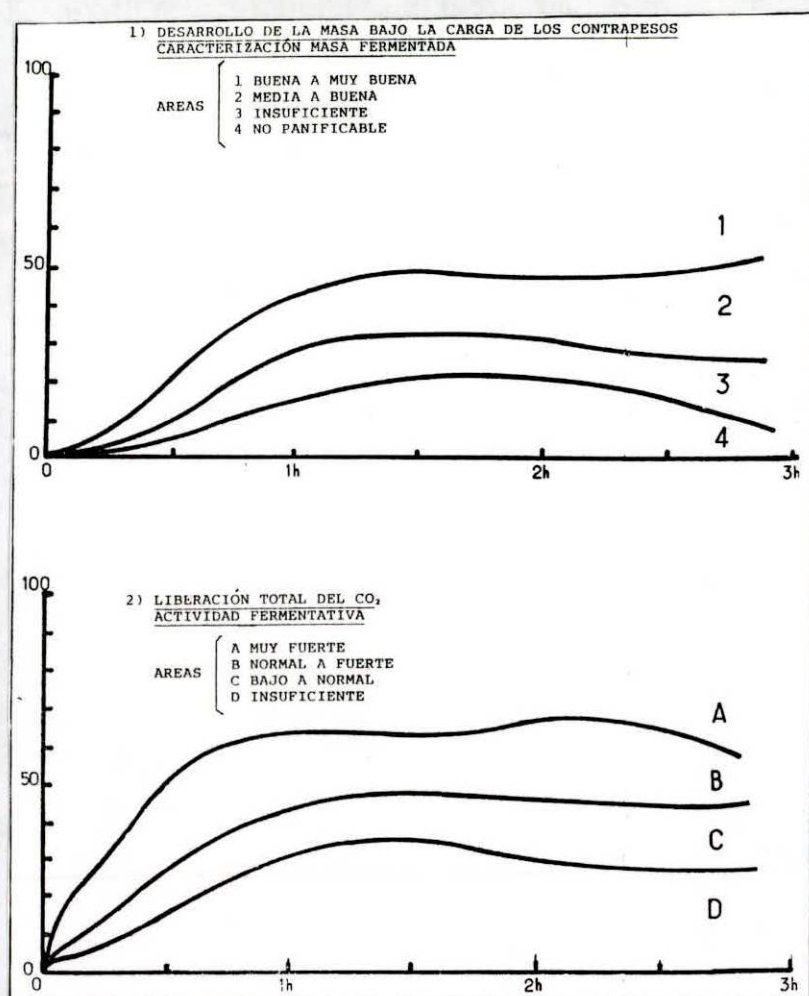 1) DESARROLLO DE LA MASA BAJO LA CARGA DE LOS CONTRAPESOS
CARACTERIZACIÓN MASA FERMENTADA
AREAS
1 BUENA A MUY BUENA
2 MEDIA A BUENA
3 INSUFICIENTE
4 NO PANIFICABLE
100
50
0
1
2
3
4
0 1h 2h 3h
2) LIBERACIÓN TOTAL DEL CO₂
ACTIVIDAD FERMENTATIVA
AREAS
A MUY FUERTE
B NORMAL A FUERTE
C BAJO A NORMAL
D INSUFICIENTE
100
50
0
A
B
C
D
0 1h 2h 3h